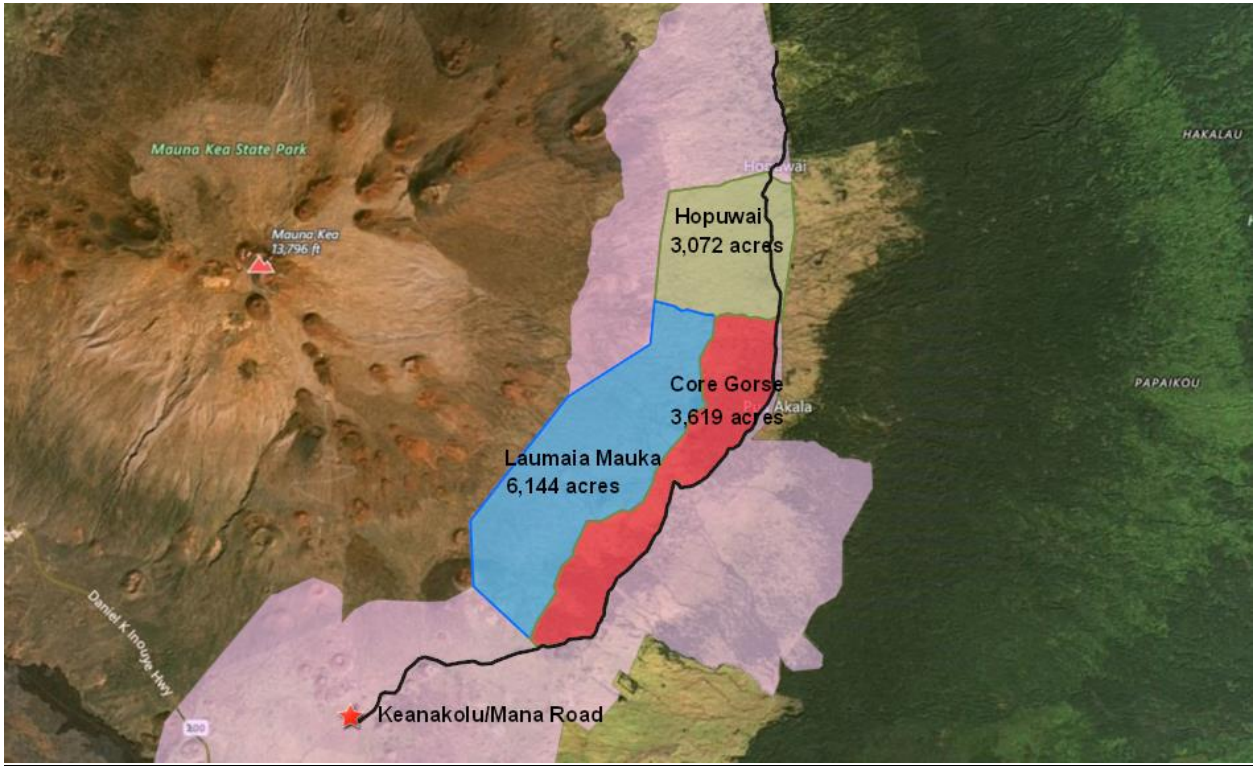 HAKALAU
Mauna Kea State Park
Hopuwai
Hopuwai
3,072 acres
Mauna Kea
13,796 ft
Core Gorse
3,619 acres
PAPAIKOU
Akala
Laumaia Mauka
6,144 acres
Daniel K Inouye Hwy
Keanakolu/Mana Road
200